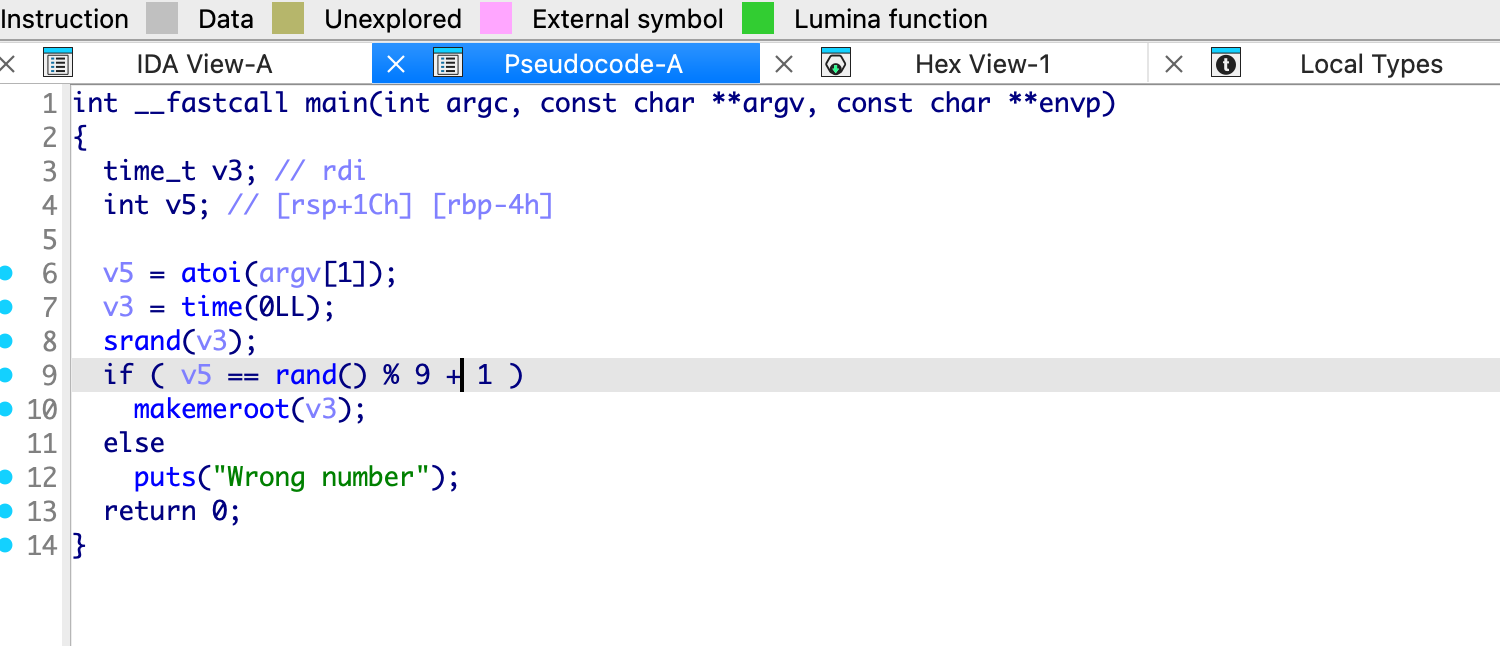 Instruction Data Unexplored External symbol Lumina function
IDA View-A Pseudocode-A Hex View-1 Local Types
1 int __fastcall main(int argc, const char **argv, const char **envp)
2 {
3   time_t v3; // rdi
4   int v5; // [rsp+1Ch] [rbp-4h]
5
6   v5 = atoi(argv[1]);
7   v3 = time(0LL);
8   srand(v3);
9   if ( v5 == rand() % 9 + 1 )
10     makemeroot(v3);
11   else
12     puts("Wrong number");
13   return 0;
14 }